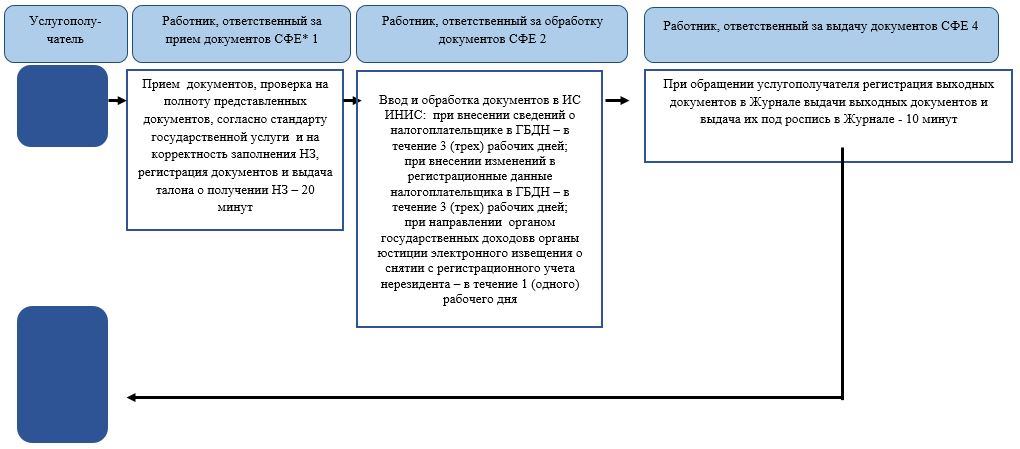 Услугополу-
чатель
Работник, ответственный за
прием документов СФЕ* 1
Работник, ответственный за обработку
документов СФЕ 2
Работник, ответственный за выдачу документов СФЕ 4
Прием документов, проверка на
полноту представленных
документов, согласно стандарту
государственной услуги и на
корректность заполнения НЗ,
регистрация документов и выдача
талона о получении НЗ – 20
минут
Ввод и обработка документов в ИС
ИНИС: при внесении сведений о
налогоплательщике в ГБДН – в
течение 3 (трех) рабочих дней;
при внесении изменений в
регистрационные данные
налогоплательщика в ГБДН – в
течение 3 (трех) рабочих дней;
при направлении органом
государственных доходовв органы
юстиции электронного извещения о
снятии с регистрационного учета
нерезидента – в течение 1 (одного)
рабочего дня
При обращении услугополучателя регистрация выходных
документов в Журнале выдачи выходных документов и
выдача их под роспись в Журнале - 10 минут